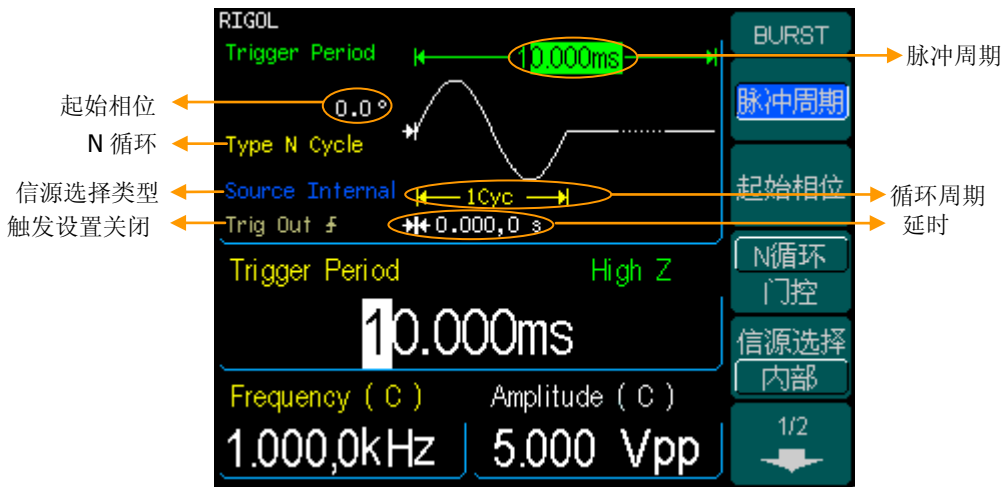 RIGOL
BURST
Trigger Period 10.000ms
脉冲周期
脉冲周期
起始相位
0.0°
N 循环
Type N Cycle
信源选择类型
Source Internal
1Cyc
起始相位
循环周期
触发设置关闭
Trig Out
0.000,0 s
延时
Trigger Period High Z
N循环
门控
10.000ms
信源选择
内部
Frequency ( C ) Amplitude ( C )
1.000,0kHz 5.000 Vpp
1/2